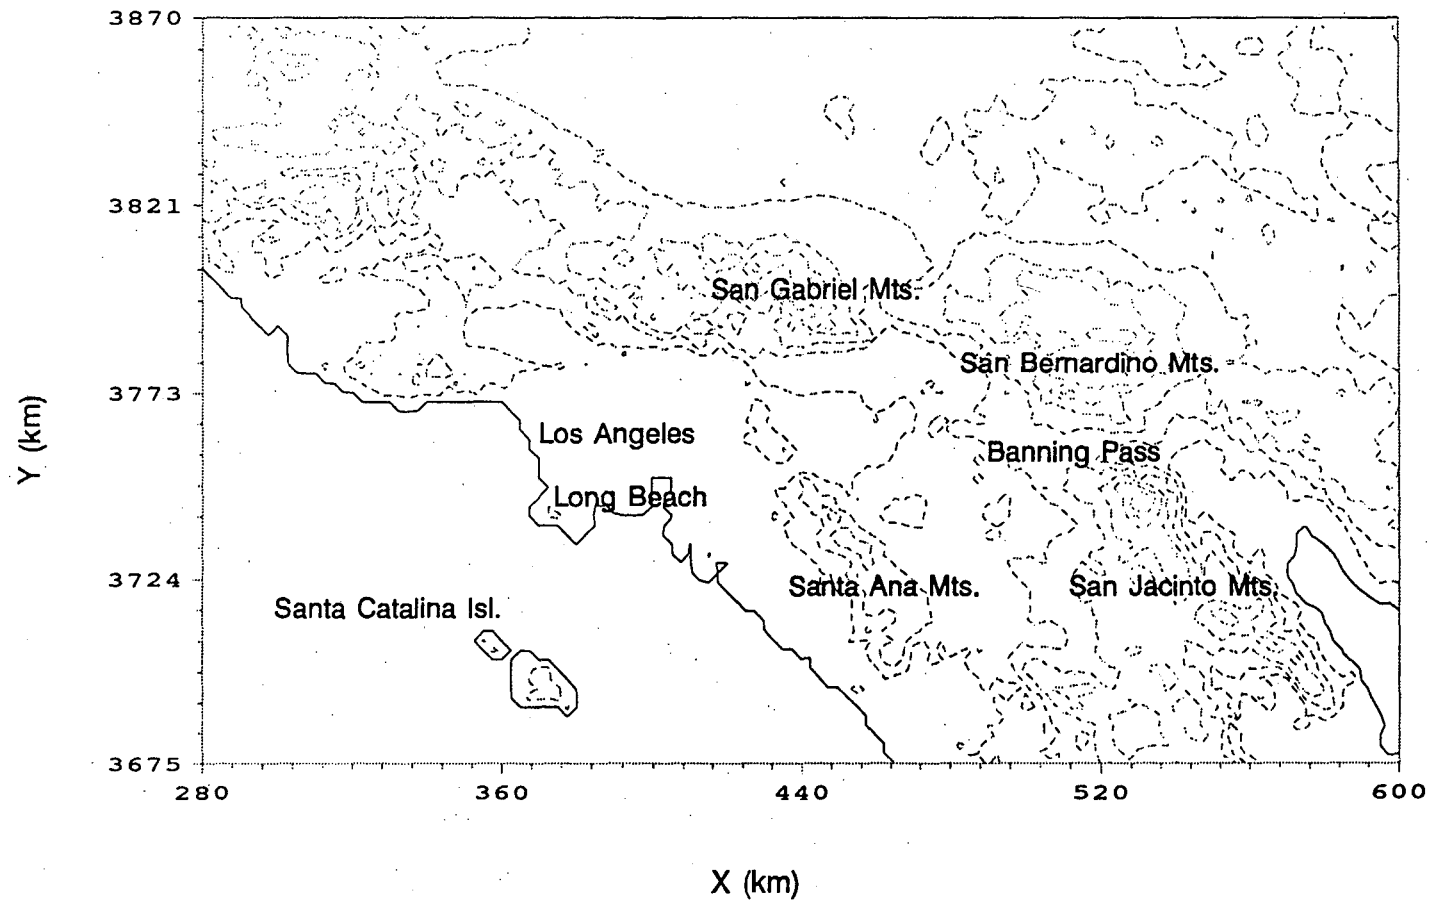 3870
3821
San Gabriel Mts.
San Bernardino Mts.
3773
Los Angeles
Banning Pass
Y (km)
Long Beach
3724
Santa Ana Mts.
San Jacinto Mts.
Santa Catalina Isl.
3675
280 360 440 520 600
X (km)